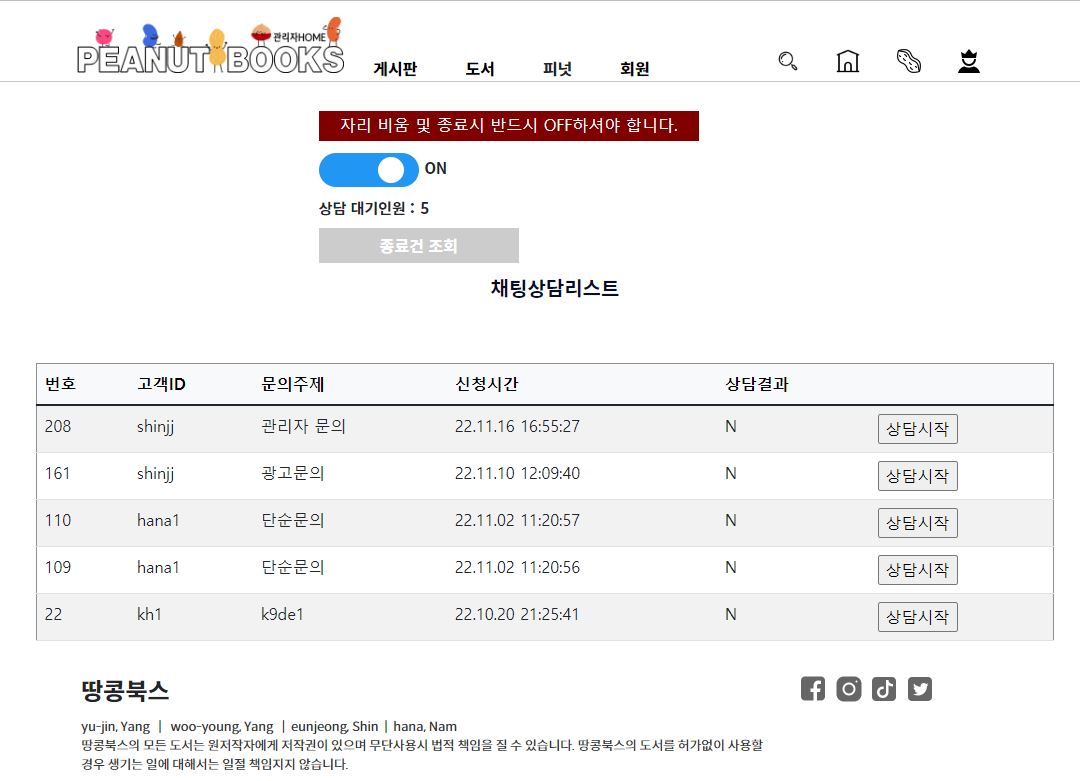 관리자HOME
PEANUT BOOKS
게시판 도서 피넛 회원
자리 비움 및 종료시 반드시 OFF하셔야 합니다.
ON
상담 대기인원 : 5
종료건 조회
채팅상담리스트
번호 고객ID 문의주제 신청시간 상담결과
208 shinjj 관리자 문의 22.11.16 16:55:27 N 상담시작
161 shinjj 광고문의 22.11.10 12:09:40 N 상담시작
110 hana1 단순문의 22.11.02 11:20:57 N 상담시작
109 hana1 단순문의 22.11.02 11:20:56 N 상담시작
22 kh1 k9de1 22.10.20 21:25:41 N 상담시작
땅콩북스
yu-jin, Yang | woo-young, Yang | eunjeong, Shin | hana, Nam
땅콩북스의 모든 도서는 원저작자에게 저작권이 있으며 무단사용시 법적 책임을 질 수 있습니다. 땅콩북스의 도서를 허가없이 사용할
경우 생기는 일에 대해서는 일절 책임지지 않습니다.